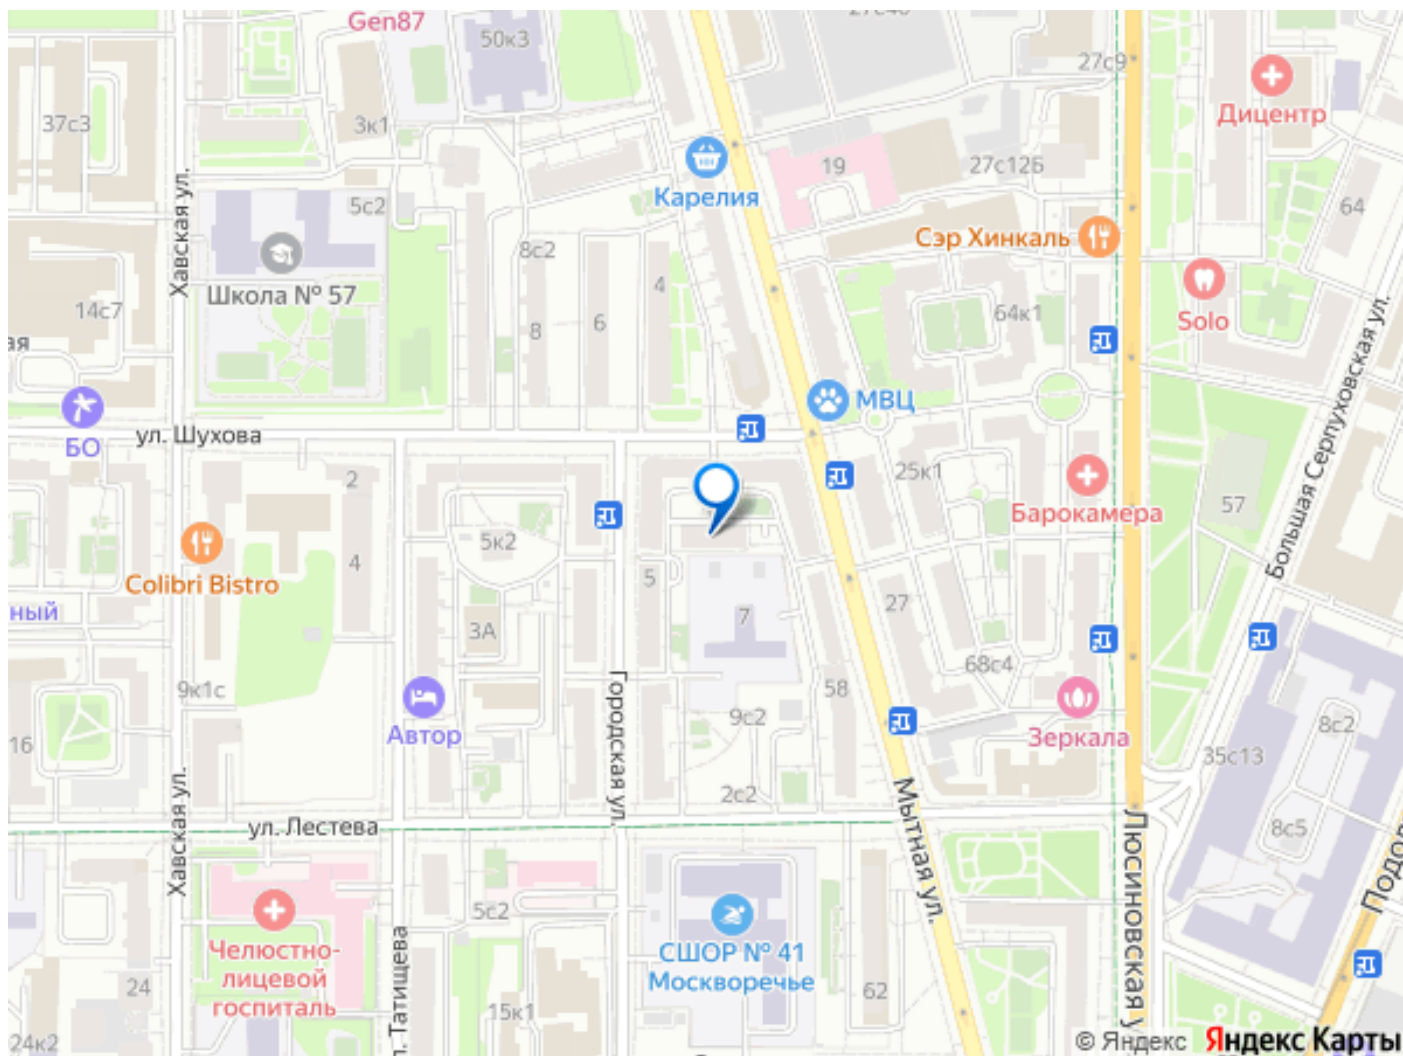 Gen87
50к3
27с9
37с3
3к1
Дицентр
19
27с12Б
Карелия
Хавская ул.
5с2
64
8с2
Сэр Хинкаль
Школа № 57
4
14с7
6
8
64к1
Solo
ая
Большая Серпуховская ул.
МВЦ
БО
ул. Шухова
2
25к1
57
Барокамера
5к2
4
Colibri Bistro
5
ный
7
27
3А
68с4
9к1с
58
Городская ул.
9с2
8с2
16
Автор
Зеркала
35с13
Хавская ул.
2с2
Мытная ул.
8с5
ул. Лестева
Люсиновская у
Подол
5с2
Челюстно-
лицевой
госпиталь
СШОР № 41
Москворечье
л. Татищева
24
62
15к1
24к2
© Яндекс Яндекс Карты